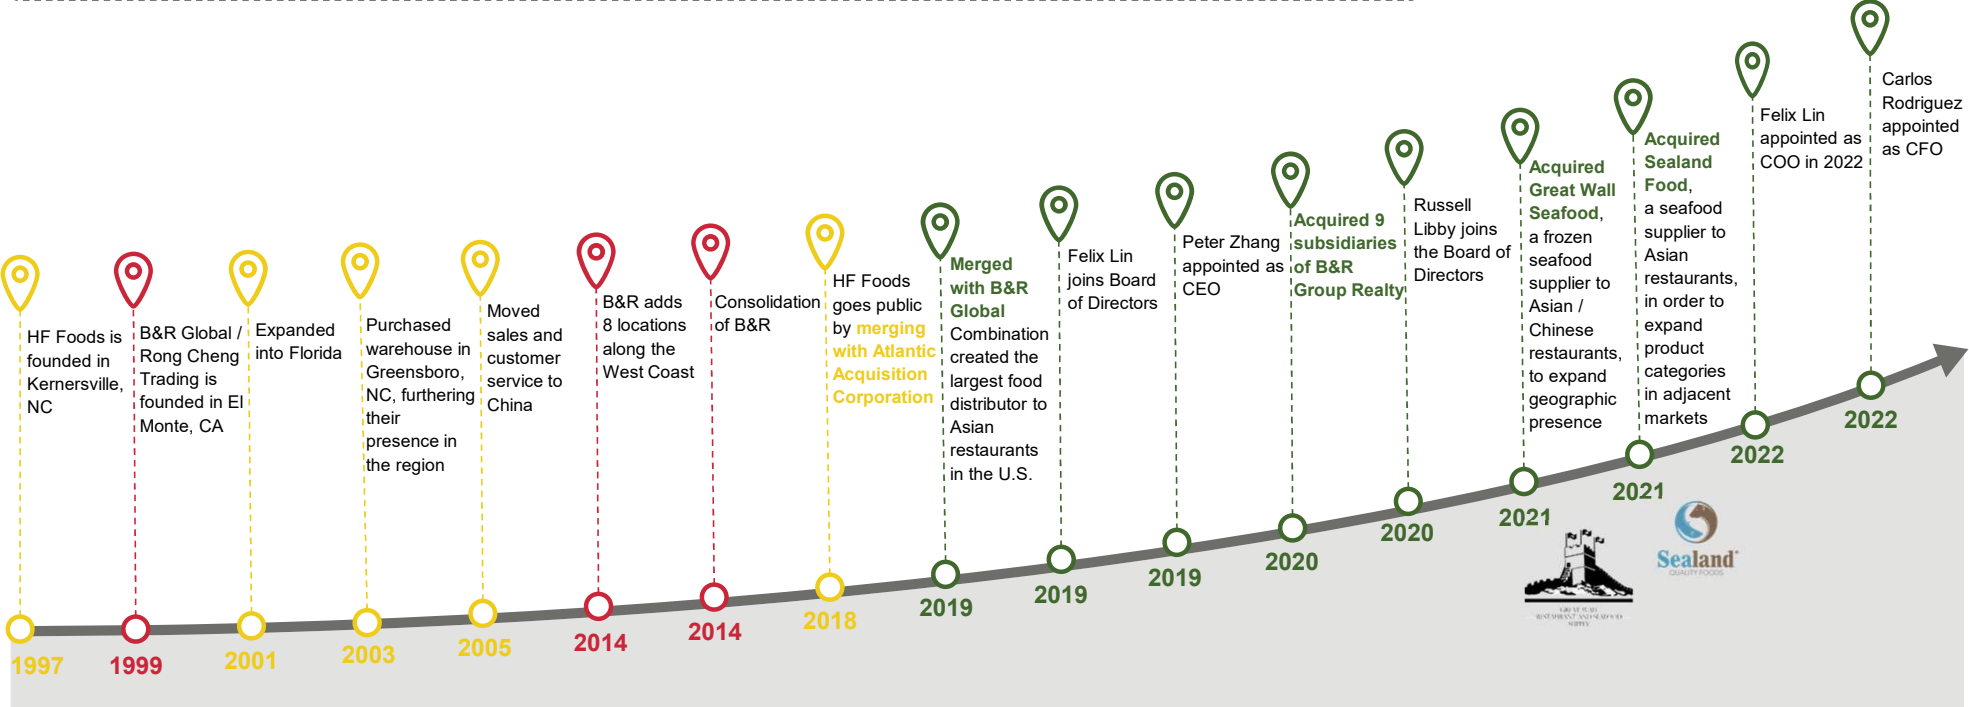 HF Foods is
founded in
Kernersville,
NC
1997
B&R Global /
Rong Cheng
Trading is
founded in El
Monte, CA
1999
Expanded
into Florida
2001
Purchased
warehouse in
Greensboro,
NC, furthering
their
presence in
the region
2003
Moved
sales and
customer
service to
China
2005
B&R adds
8 locations
along the
West Coast
2014
Consolidation
of B&R
2014
HF Foods
goes public
by merging
with Atlantic
Acquisition
Corporation
2018
Merged
with B&R
Global
Combination
created the
largest food
distributor to
Asian
restaurants
in the U.S.
2019
Felix Lin
joins Board
of Directors
2019
Peter Zhang
appointed as
CEO
2019
Acquired 9
subsidiaries
of B&R
Group Realty
2020
Russell
Libby joins
the Board of
Directors
2020
Acquired
Great Wall
Seafood,
a frozen
seafood
supplier to
Asian /
Chinese
restaurants,
to expand
geographic
presence
2021
GREAT WALL
RESTAURANT AND SEAFOOD
SUPPLY
Acquired
Sealand
Food,
a seafood
supplier to
Asian
restaurants,
in order to
expand
product
categories
in adjacent
markets
2021
Sealand®
QUALITY FOODS
Felix Lin
appointed as
COO in 2022
2022
Carlos
Rodriguez
appointed
as CFO
2022